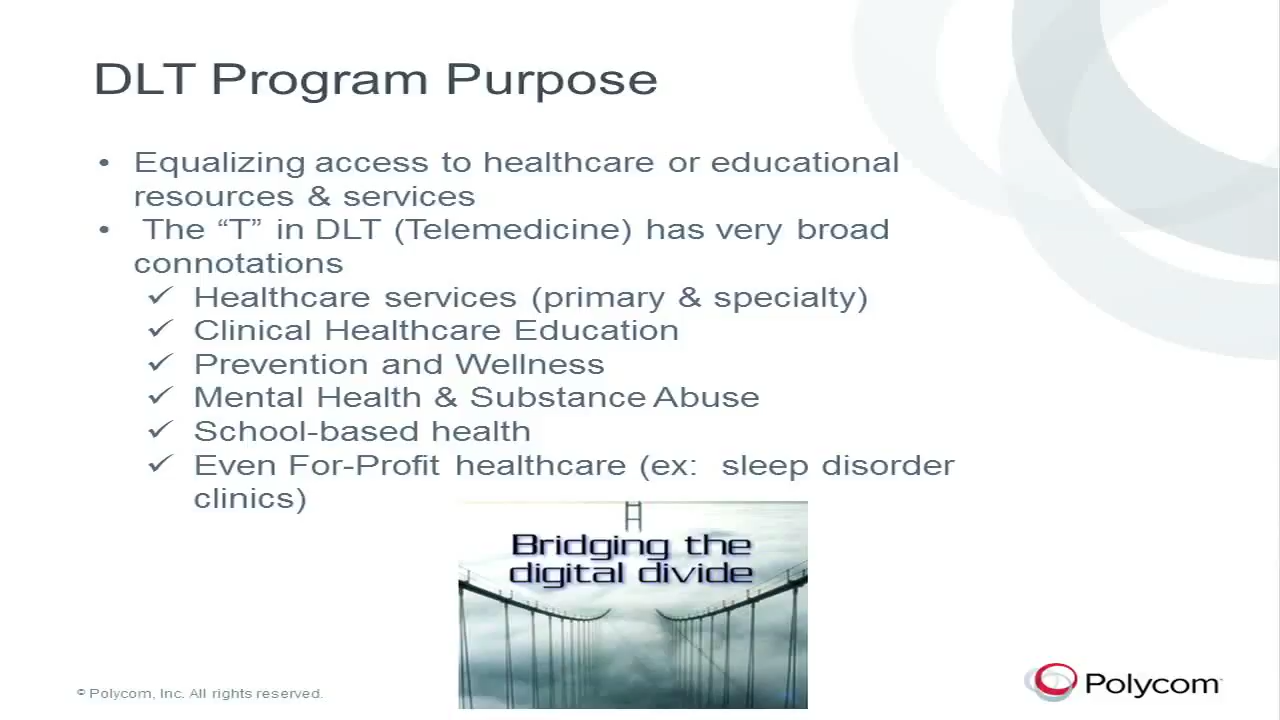 DLT Program Purpose
• Equalizing access to healthcare or educational
resources & services
• The “T” in DLT (Telemedicine) has very broad
connotations
✓ Healthcare services (primary & specialty)
✓ Clinical Healthcare Education
✓ Prevention and Wellness
✓ Mental Health & Substance Abuse
✓ School-based health
✓ Even For-Profit healthcare (ex: sleep disorder
clinics)
Bridging the
digital divide
© Polycom, Inc. All rights reserved.
Polycom